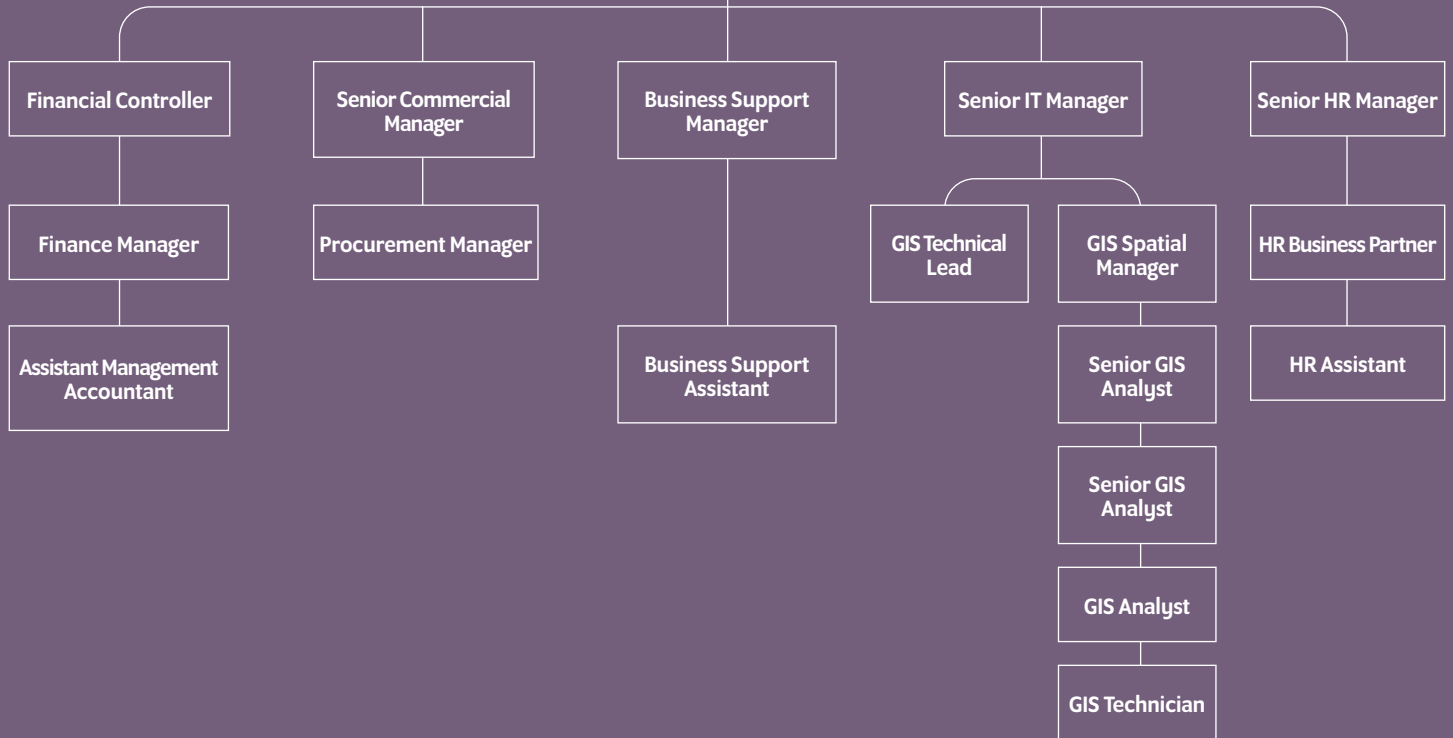 Financial Controller
Senior Commercial
Manager
Business Support
Manager
Senior IT Manager
Senior HR Manager
Finance Manager
Procurement Manager
GIS Technical
Lead
GIS Spatial
Manager
HR Business Partner
Assistant Management
Accountant
Business Support
Assistant
Senior GIS
Analyst
HR Assistant
Senior GIS
Analyst
GIS Analyst
GIS Technician